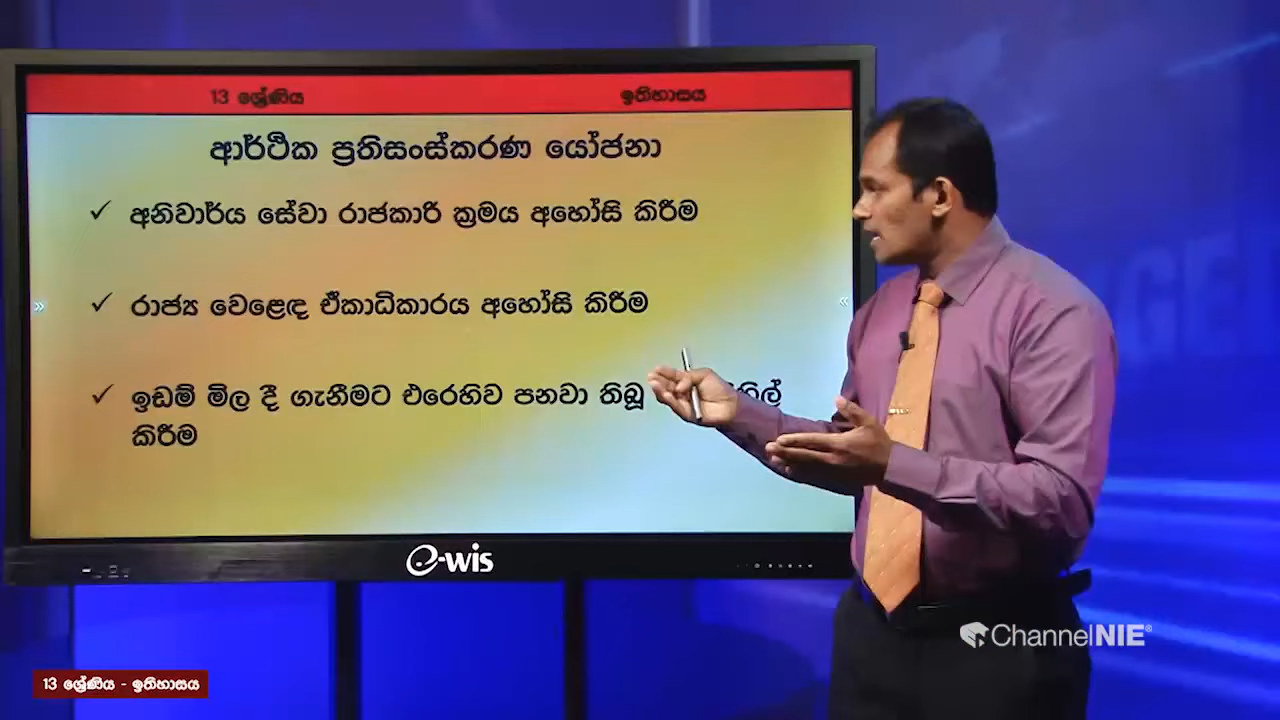 13 ශ්‍රේණිය ඉතිහාසය
ආර්ථික ප්‍රතිසංස්කරණ යෝජනා
✓ අනිවාර්ය සේවා රාජකාරි ක්‍රමය අහෝසි කිරීම
✓ රාජ්‍ය වෙළෙඳ ඒකාධිකාරය අහෝසි කිරීම
✓ ඉඩම් මිල දී ගැනීමට එරෙහිව පනවා තිබූ
කිරීම
e-wis
ChannelNIE
13 ශ්‍රේණිය - ඉතිහාසය